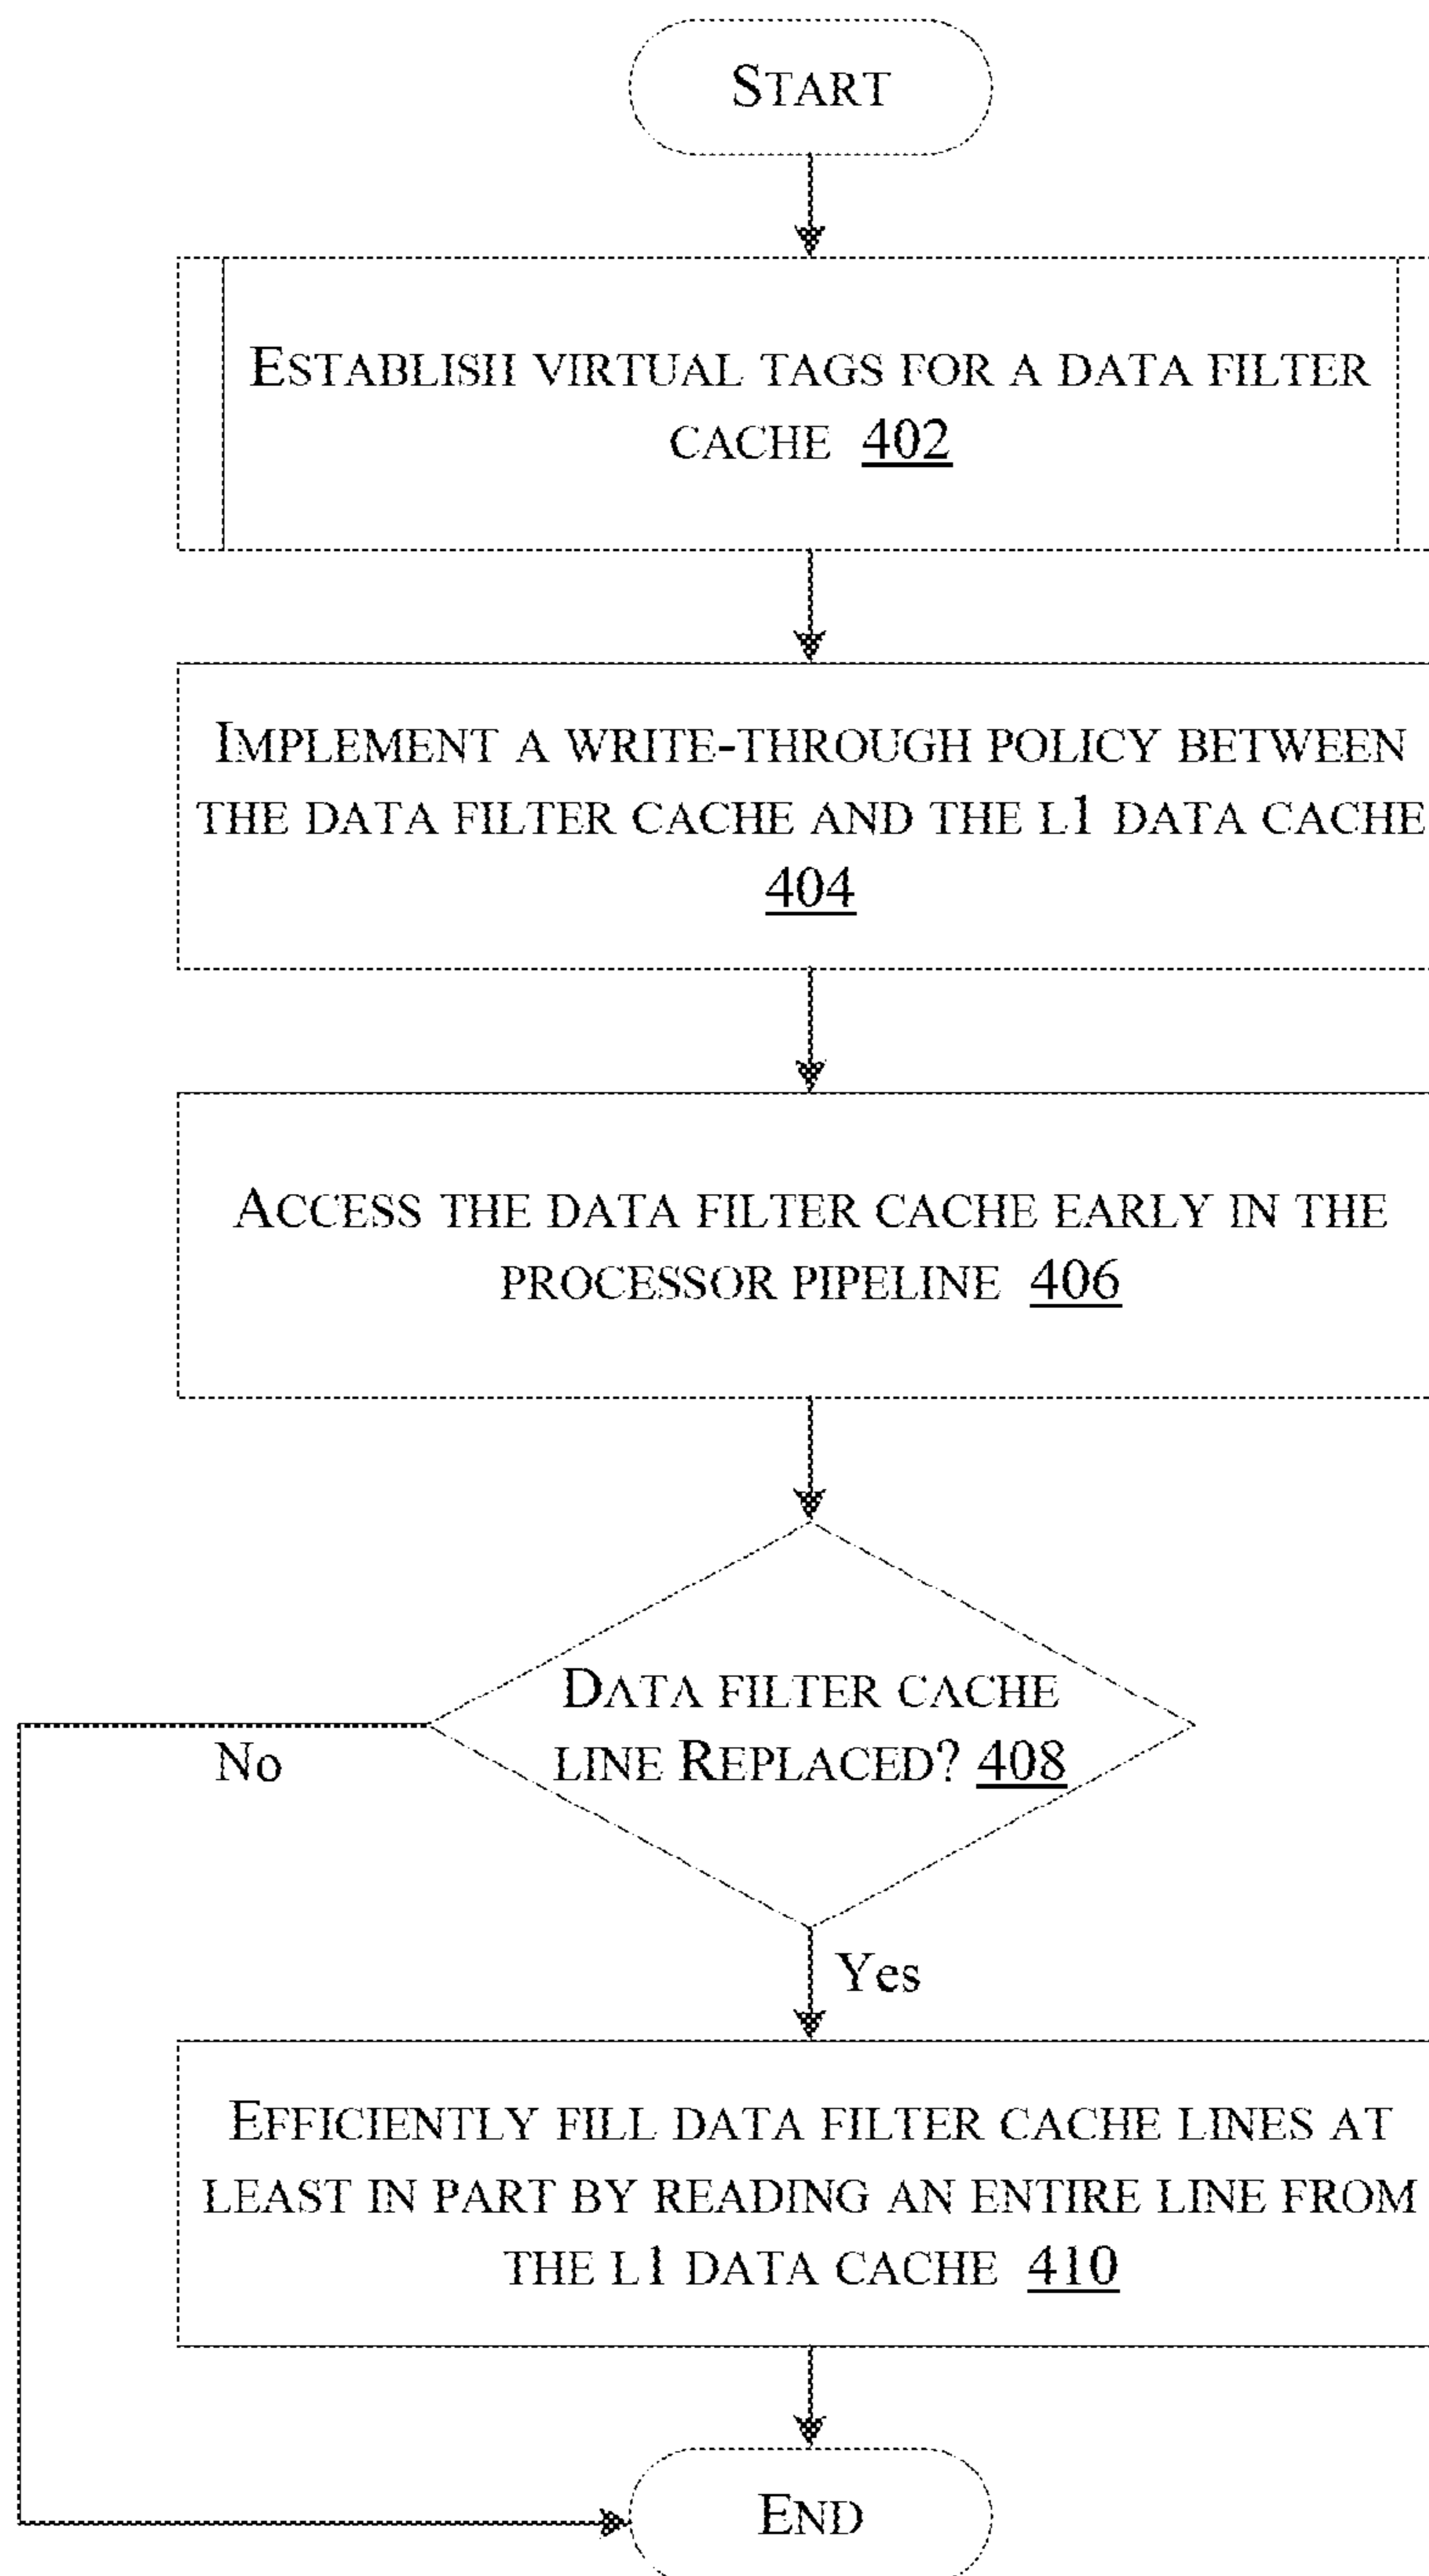 START
ESTABLISH VIRTUAL TAGS FOR A DATA FILTER
CACHE 402
IMPLEMENT A WRITE-THROUGH POLICY BETWEEN
THE DATA FILTER CACHE AND THE L1 DATA CACHE
404
ACCESS THE DATA FILTER CACHE EARLY IN THE
PROCESSOR PIPELINE 406
DATA FILTER CACHE
LINE REPLACED? 408
No
Yes
EFFICIENTLY FILL DATA FILTER CACHE LINES AT
LEAST IN PART BY READING AN ENTIRE LINE FROM
THE L1 DATA CACHE 410
END